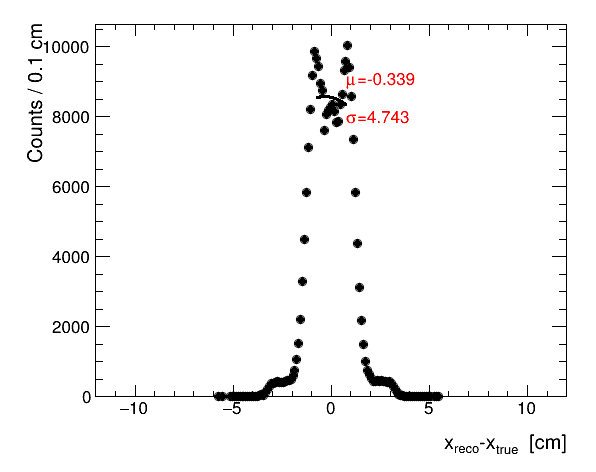 Counts / 0.1 cm
10000
8000
6000
4000
2000
0
μ=-0.339
σ=4.743
−10 −5 0 5 10
x_reco-x_true [cm]